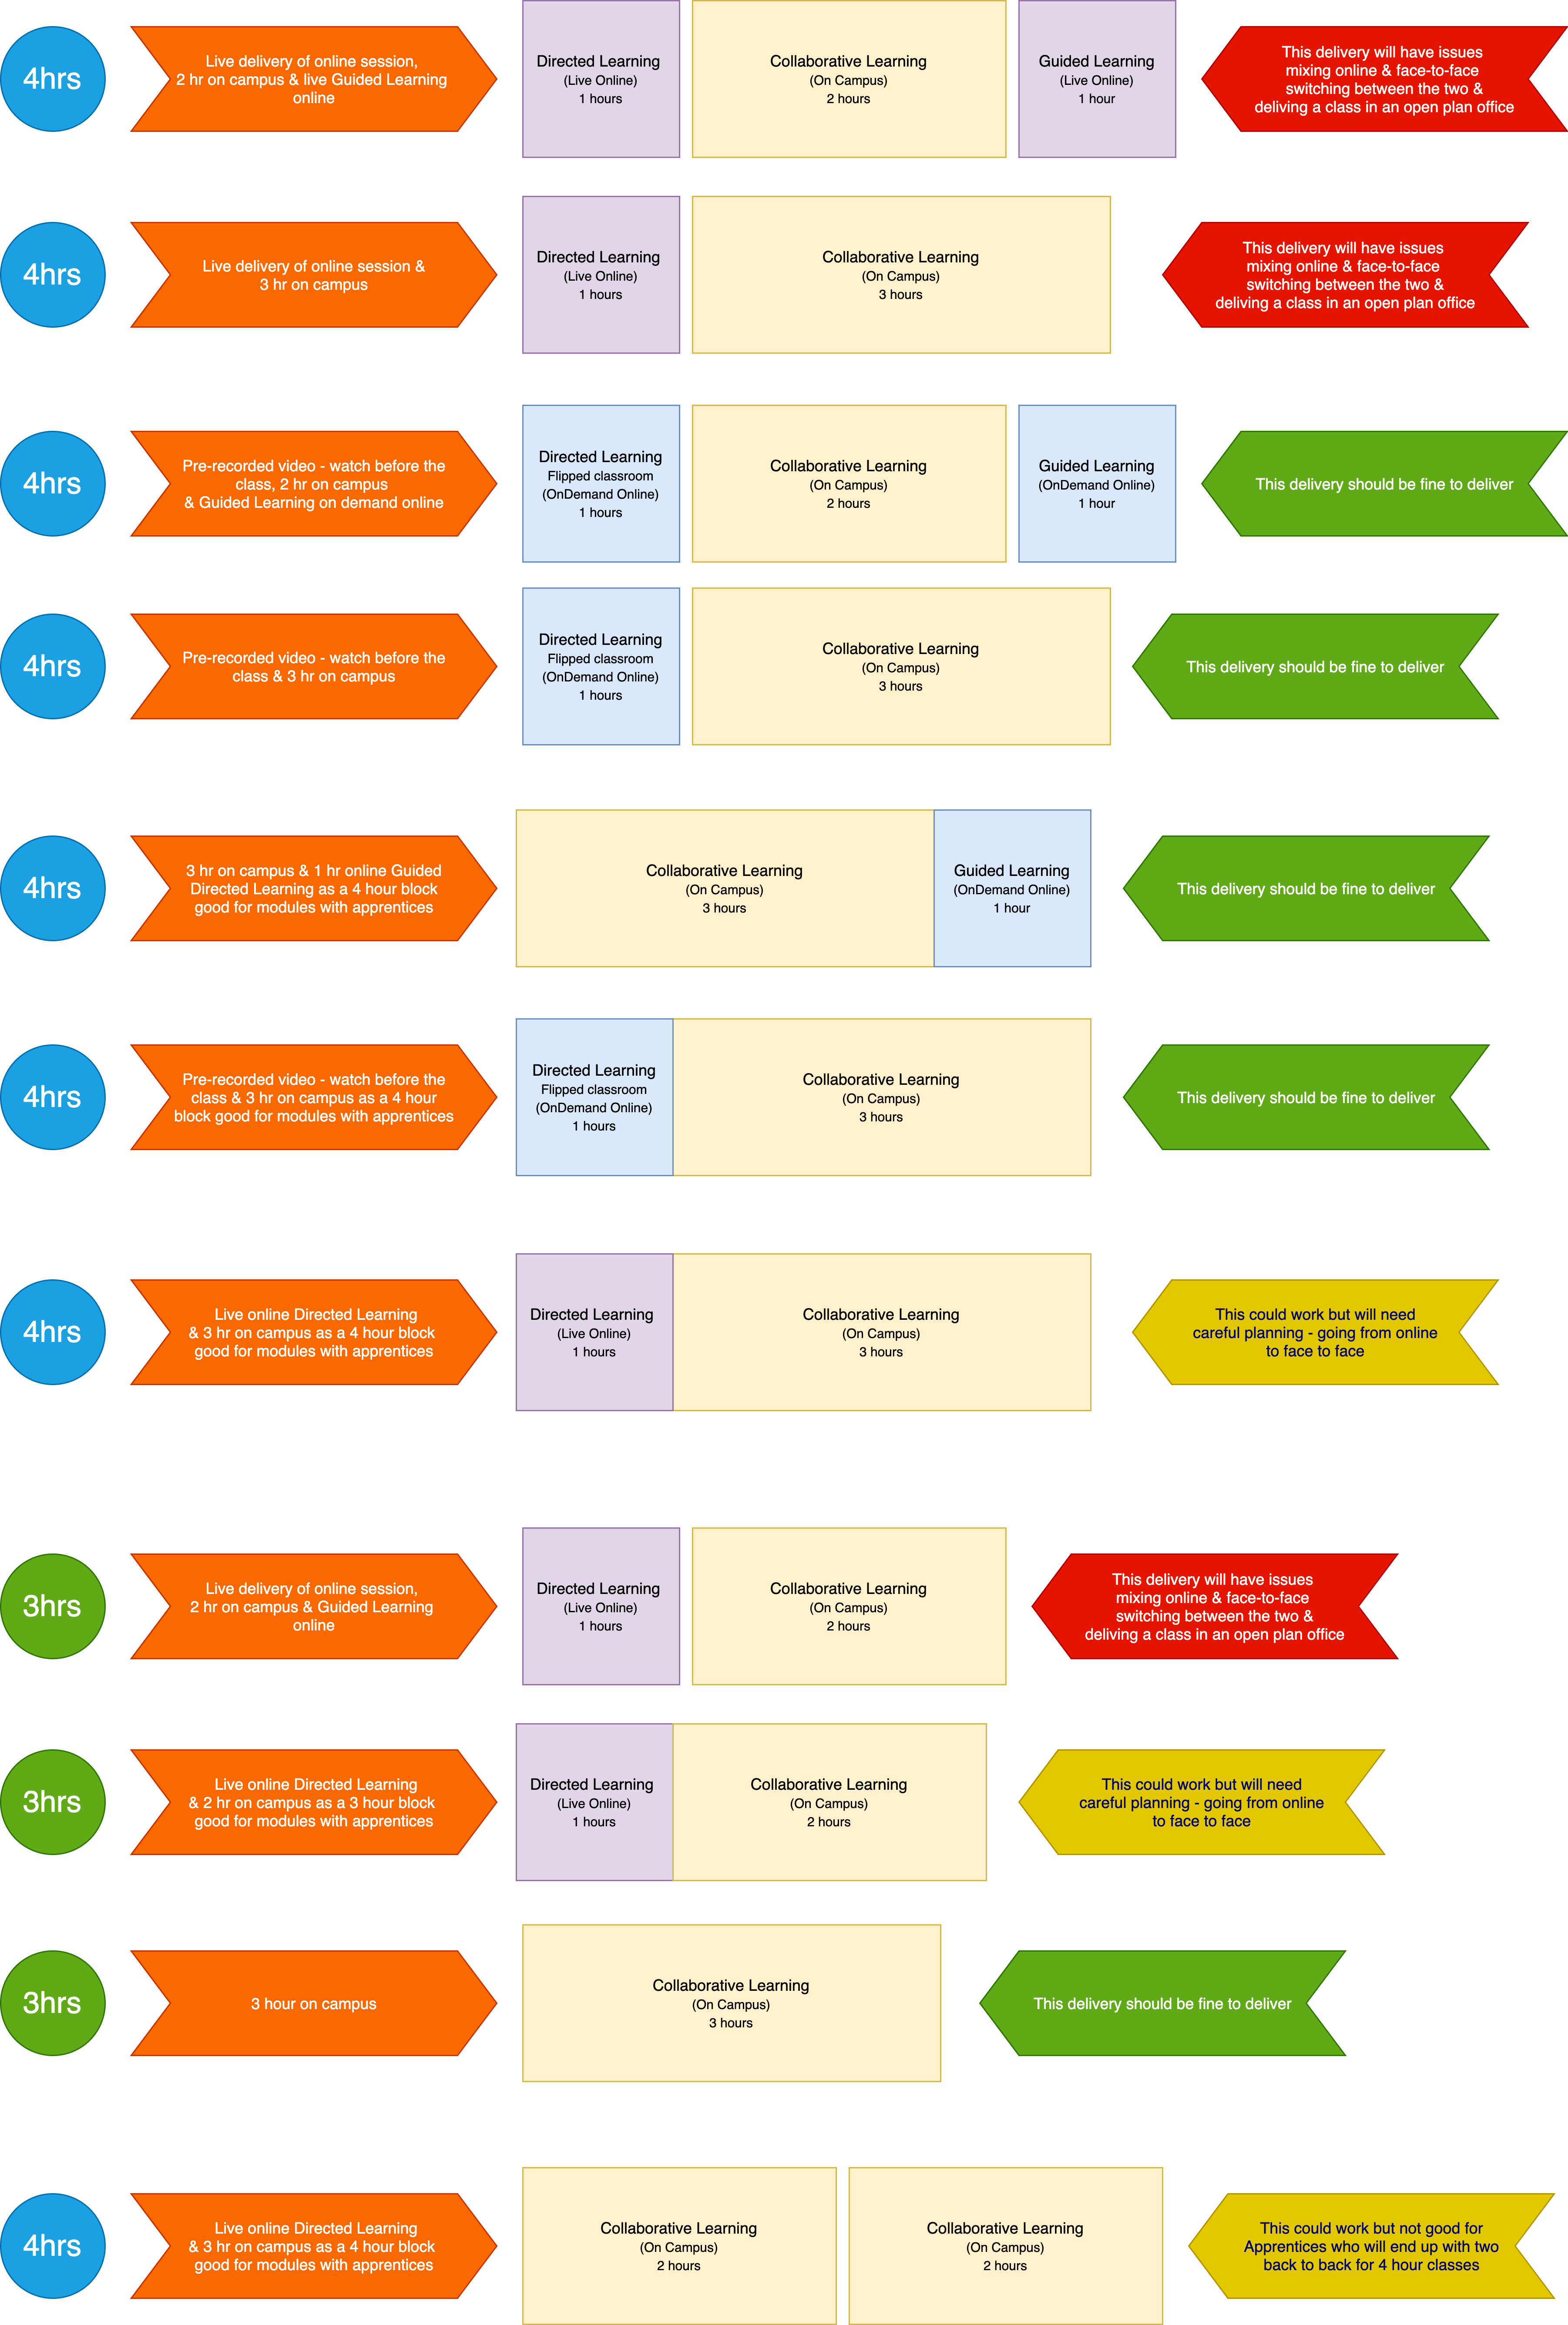 4hrs
Live delivery of online session,
2 hr on campus & live Guided Learning
online
Directed Learning
(Live Online)
1 hours
Collaborative Learning
(On Campus)
2 hours
Guided Learning
(Live Online)
1 hour
This delivery will have issues
mixing online & face-to-face
switching between the two &
deliving a class in an open plan office
4hrs
Live delivery of online session &
3 hr on campus
Directed Learning
(Live Online)
1 hours
Collaborative Learning
(On Campus)
3 hours
This delivery will have issues
mixing online & face-to-face
switching between the two &
deliving a class in an open plan office
4hrs
Pre-recorded video - watch before the
class, 2 hr on campus
& Guided Learning on demand online
Directed Learning
Flipped classroom
(OnDemand Online)
1 hours
Collaborative Learning
(On Campus)
2 hours
Guided Learning
(OnDemand Online)
1 hour
This delivery should be fine to deliver
4hrs
Pre-recorded video - watch before the
class & 3 hr on campus
Directed Learning
Flipped classroom
(OnDemand Online)
1 hours
Collaborative Learning
(On Campus)
3 hours
This delivery should be fine to deliver
4hrs
3 hr on campus & 1 hr online Guided
Directed Learning as a 4 hour block
good for modules with apprentices
Collaborative Learning
(On Campus)
3 hours
Guided Learning
(OnDemand Online)
1 hour
This delivery should be fine to deliver
4hrs
Pre-recorded video - watch before the
class & 3 hr on campus as a 4 hour
block good for modules with apprentices
Directed Learning
Flipped classroom
(OnDemand Online)
1 hours
Collaborative Learning
(On Campus)
3 hours
This delivery should be fine to deliver
4hrs
Live online Directed Learning
& 3 hr on campus as a 4 hour block
good for modules with apprentices
Directed Learning
(Live Online)
1 hours
Collaborative Learning
(On Campus)
3 hours
This could work but will need
careful planning - going from online
to face to face
3hrs
Live delivery of online session,
2 hr on campus & Guided Learning
online
Directed Learning
(Live Online)
1 hours
Collaborative Learning
(On Campus)
2 hours
This delivery will have issues
mixing online & face-to-face
switching between the two &
deliving a class in an open plan office
3hrs
Live online Directed Learning
& 2 hr on campus as a 3 hour block
good for modules with apprentices
Directed Learning
(Live Online)
1 hours
Collaborative Learning
(On Campus)
2 hours
This could work but will need
careful planning - going from online
to face to face
3hrs
3 hour on campus
Collaborative Learning
(On Campus)
3 hours
This delivery should be fine to deliver
4hrs
Live online Directed Learning
& 3 hr on campus as a 4 hour block
good for modules with apprentices
Collaborative Learning
(On Campus)
2 hours
Collaborative Learning
(On Campus)
2 hours
This could work but not good for
Apprentices who will end up with two
back to back for 4 hour classes